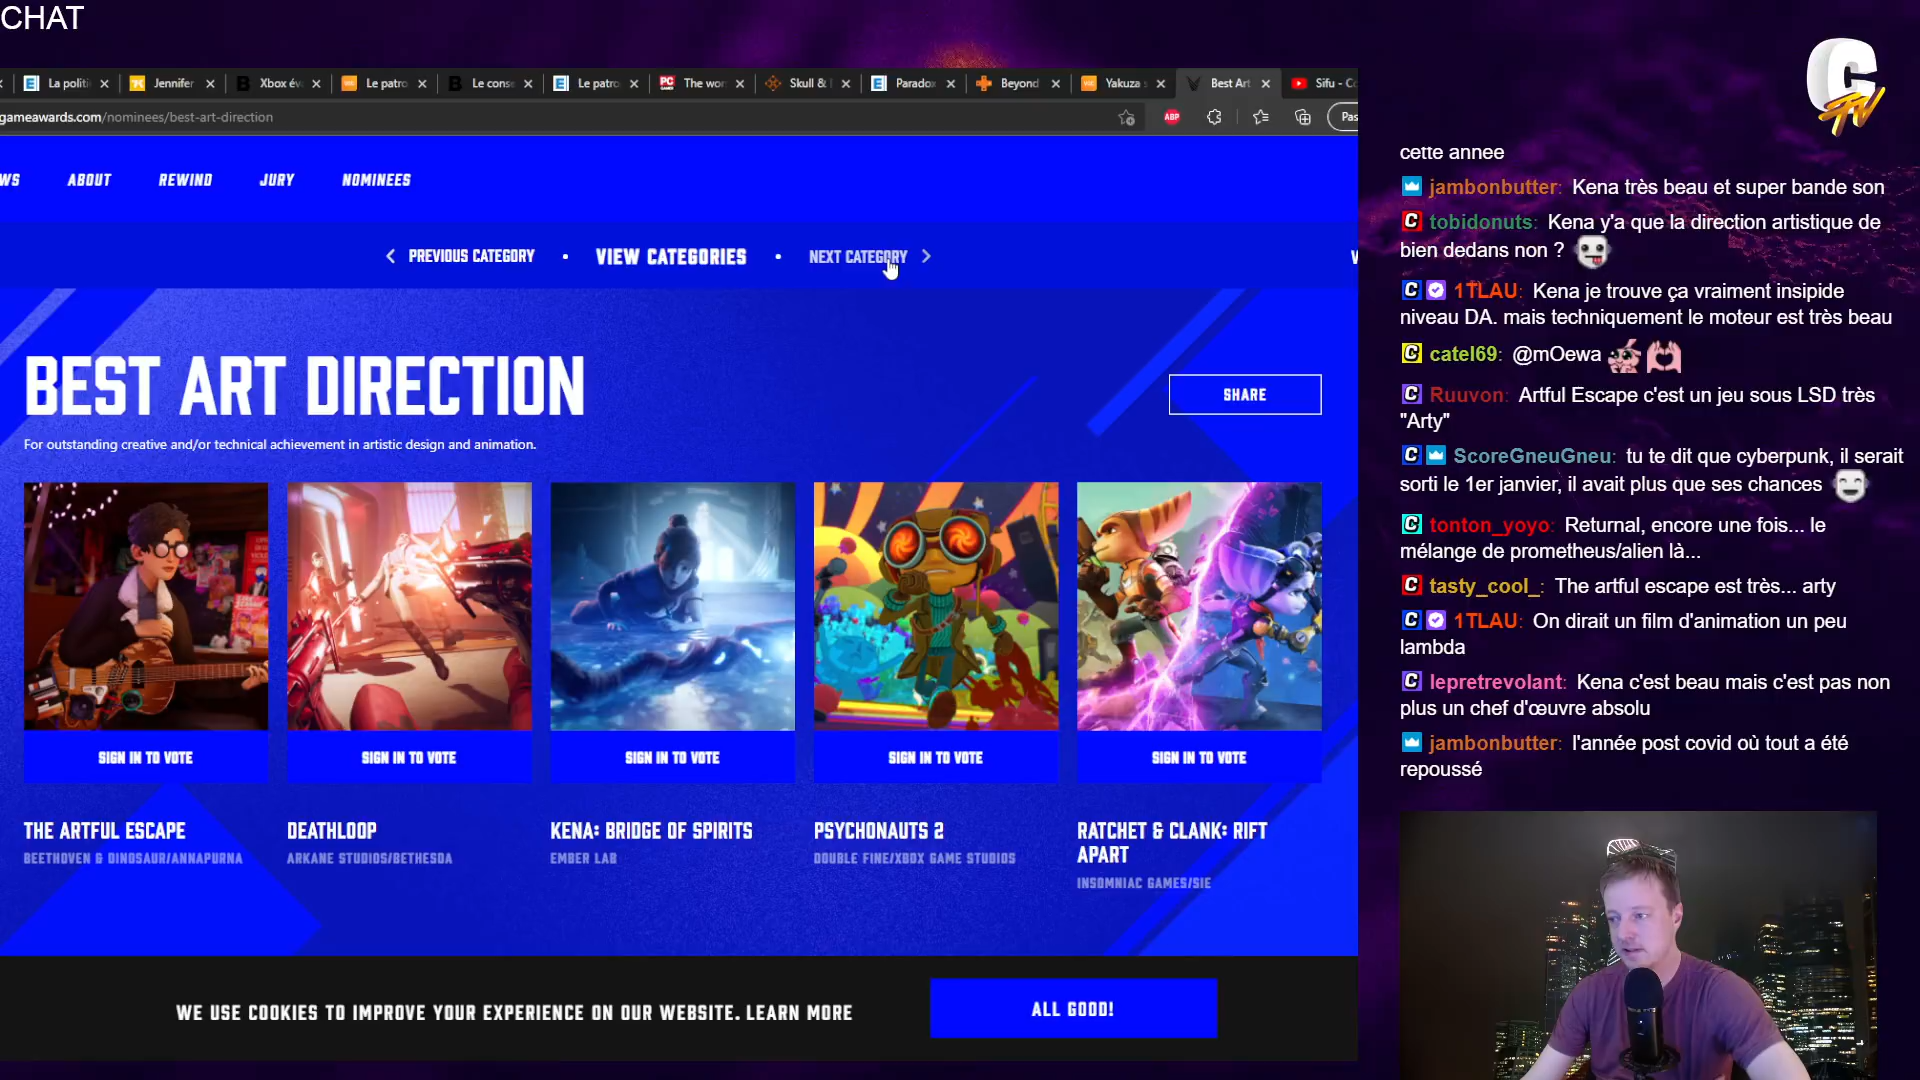 CHAT
La politi
Jennifer
Xbox év
Le patro
Le conse
Le patro
PC GAMER
The wor
Skull &
Paradox
Beyond
Yakuza s
Best Art
Sifu - C
gameawards.com/nominees/best-art-direction
ABP
Pas
WS
ABOUT
REWIND
JURY
NOMINEES
PREVIOUS CATEGORY
VIEW CATEGORIES
NEXT CATEGORY
BEST ART DIRECTION
For outstanding creative and/or technical achievement in artistic design and animation.
SHARE
SIGN IN TO VOTE
SIGN IN TO VOTE
SIGN IN TO VOTE
SIGN IN TO VOTE
SIGN IN TO VOTE
THE ARTFUL ESCAPE
BEETHOVEN & DINOSAUR/ANNAPURNA
DEATHLOOP
ARKANE STUDIOS/BETHESDA
KENA: BRIDGE OF SPIRITS
EMBER LAB
PSYCHONAUTS 2
DOUBLE FINE/XBOX GAME STUDIOS
RATCHET & CLANK: RIFT
APART
INSOMNIAC GAMES/SIE
WE USE COOKIES TO IMPROVE YOUR EXPERIENCE ON OUR WEBSITE. LEARN MORE
ALL GOOD!
C TV
cette annee
jambonbutter: Kena très beau et super bande son
tobidonuts: Kena y'a que la direction artistique de
bien dedans non ?
1TLAU: Kena je trouve ça vraiment insipide
niveau DA. mais techniquement le moteur est très beau
catel69: @mOewa
Ruuvon: Artful Escape c'est un jeu sous LSD très
"Arty"
ScoreGneuGneu: tu te dit que cyberpunk, il serait
sorti le 1er janvier, il avait plus que ses chances
tonton_yoyo: Returnal, encore une fois... le
mélange de prometheus/alien là...
tasty_cool_: The artful escape est très... arty
1TLAU: On dirait un film d'animation un peu
lambda
lepretrevolant: Kena c'est beau mais c'est pas non
plus un chef d'œuvre absolu
jambonbutter: l'année post covid où tout a été
repoussé